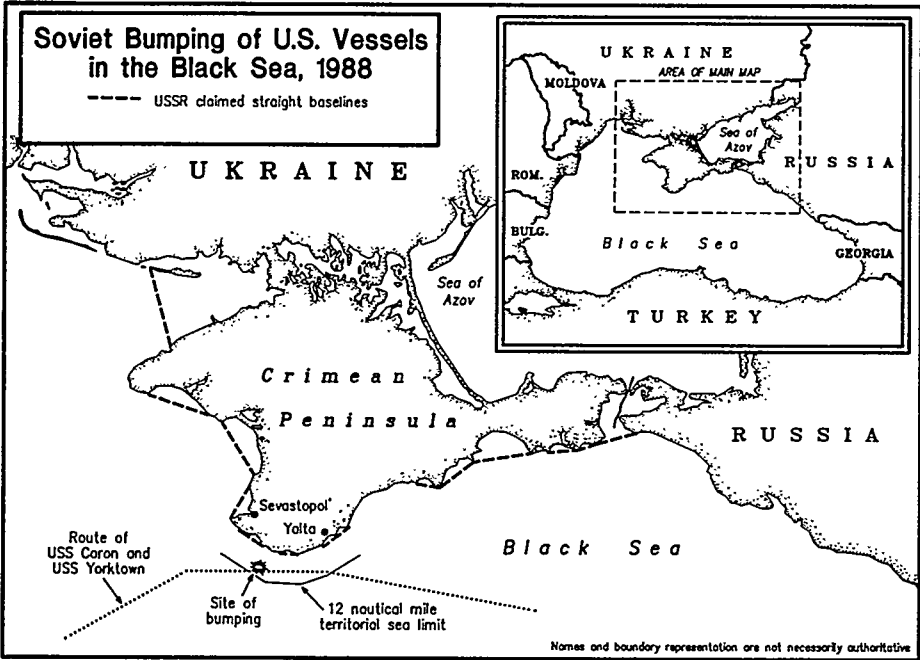 Soviet Bumping of U.S. Vessels
in the Black Sea, 1988
USSR claimed straight baselines
UKRAINE
Sea of
Azov
Crimean
Peninsula
RUSSIA
Sevastopol'
Yalta
Black Sea
Route of
USS Caron and
USS Yorktown
Site of
bumping
12 nautical mile
territorial sea limit
Names and boundary representation are not necessarily authoritative
UKRAINE
AREA OF MAIN MAP
MOLDOVA
Sea of
Azov
RUSSIA
ROM.
BULG.
Black Sea
GEORGIA
TURKEY